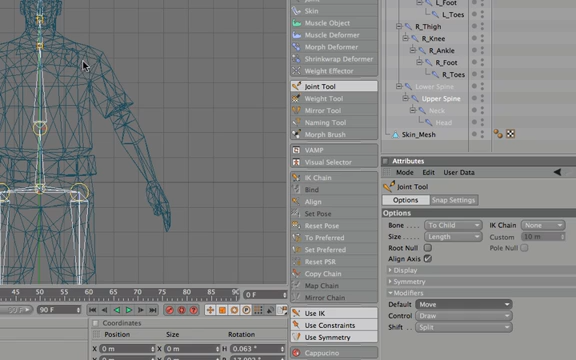 Skin
Muscle Object
Muscle Deformer
Morph Deformer
Shrinkwrap Deformer
Weight Effector
Joint Tool
Weight Tool
Mirror Tool
Naming Tool
Morph Brush
VAMP
Visual Selector
IK Chain
Bind
Align
Set Pose
Reset Pose
To Preferred
Set Preferred
Reset PSR
Copy Chain
Map Chain
Mirror Chain
Use IK
Use Constraints
Use Symmetry
Cappucino
L_Foot
L_Toes
R_Thigh
R_Knee
R_Ankle
R_Foot
R_Toes
Lower Spine
Upper Spine
Neck
Head
Skin_Mesh
Attributes
Mode Edit User Data
Joint Tool
Options Snap Settings
Options
Bone To Child IK Chain None
Size Length Custom 10 m
Root Null Pole Null
Align Axis
Display
Symmetry
Modifiers
Default Move
Control Draw
Shift Split
45 50 55 60 65 70 75 80 85 90 0 F
90 F
Coordinates
Position Size Rotation
X 0 m X 0 m H 0.063 °